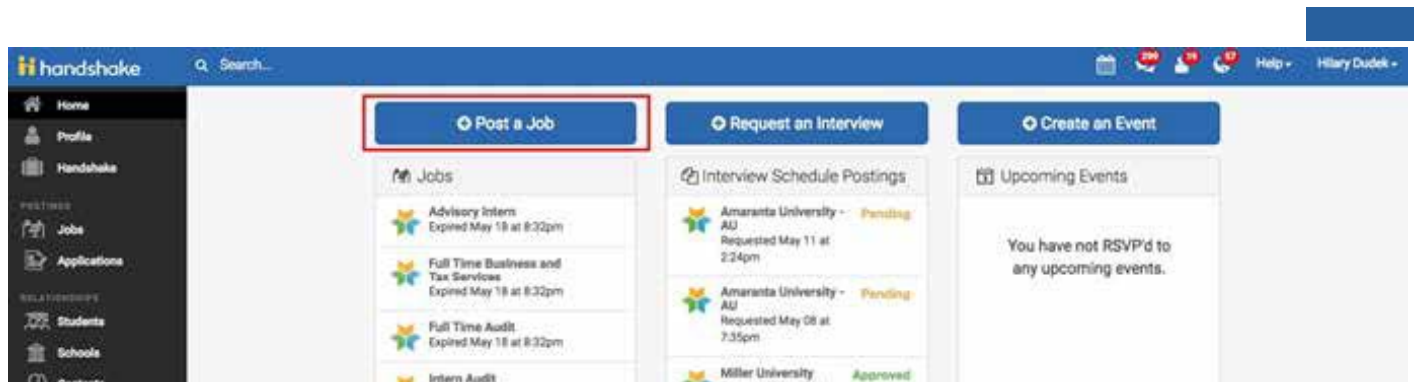 handshake
Search...
Help
Hilary Dudek
Home
Profile
Handshake
POSTINGS
Jobs
Applications
RELATIONSHIPS
Students
Schools
Post a Job
Jobs
Advisory Intern
Expired May 18 at 8:32pm
Full Time Business and
Tax Services
Expired May 18 at 8:32pm
Full Time Audit
Expired May 18 at 8:32pm
Intern Audit
Request an Interview
Interview Schedule Postings
Amaranta University - Pending
AU
Requested May 11 at
2:24pm
Amaranta University - Pending
AU
Requested May 08 at
7:35pm
Miller University Approved
Create an Event
Upcoming Events
You have not RSVP'd to
any upcoming events.